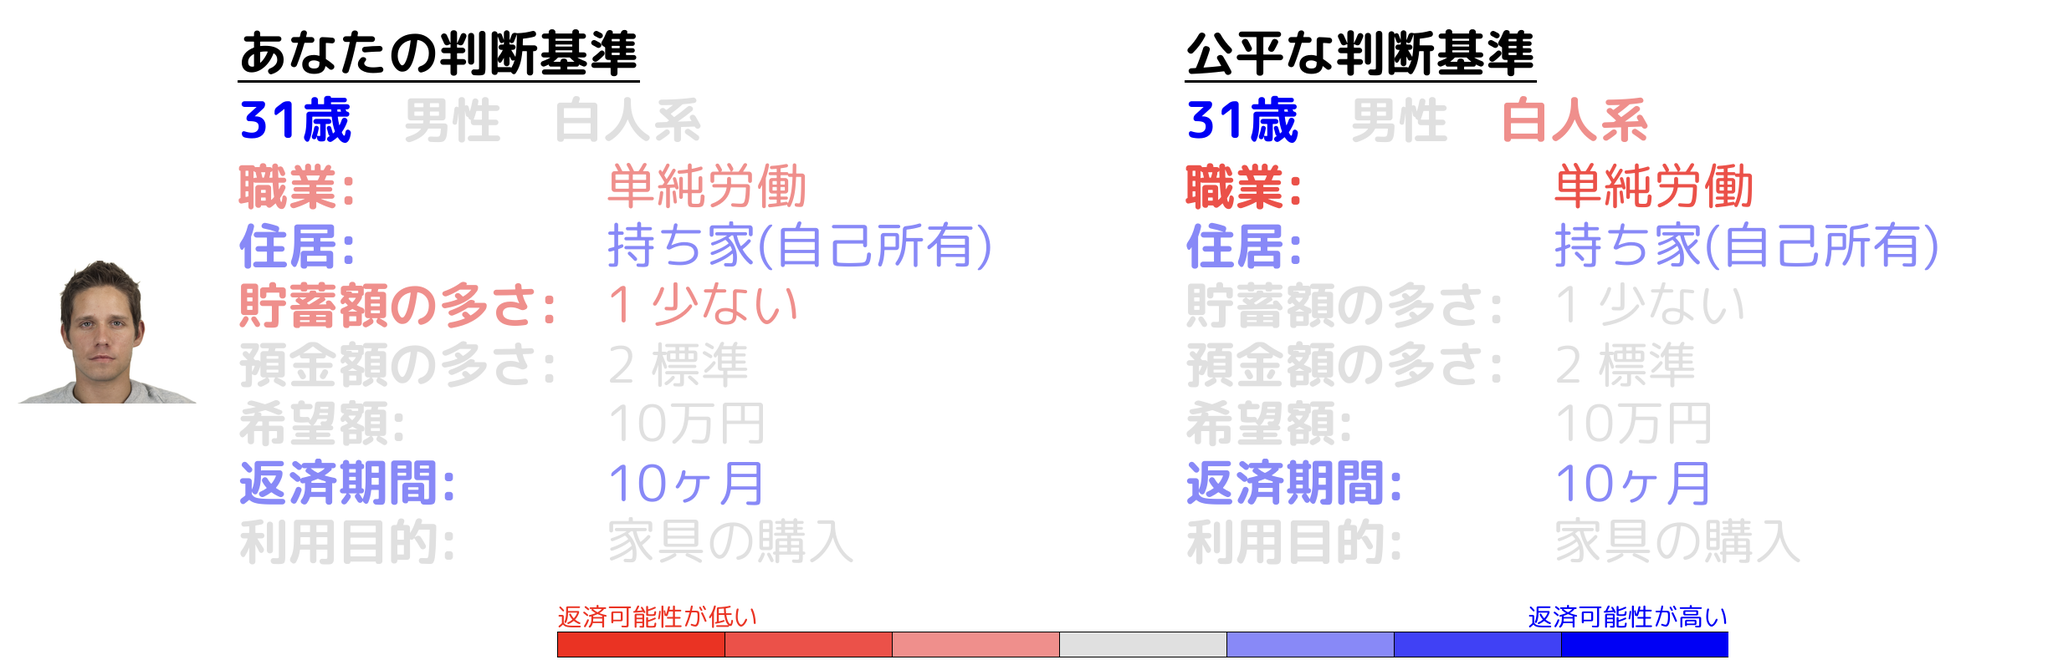 あなたの判断基準
31歳 男性 白人系
職業: 単純労働
住居: 持ち家(自己所有)
貯蓄額の多さ: 1 少ない
預金額の多さ: 2 標準
希望額: 10万円
返済期間: 10ヶ月
利用目的: 家具の購入
公平な判断基準
31歳 男性 白人系
職業: 単純労働
住居: 持ち家(自己所有)
貯蓄額の多さ: 1 少ない
預金額の多さ: 2 標準
希望額: 10万円
返済期間: 10ヶ月
利用目的: 家具の購入
返済可能性が低い
返済可能性が高い